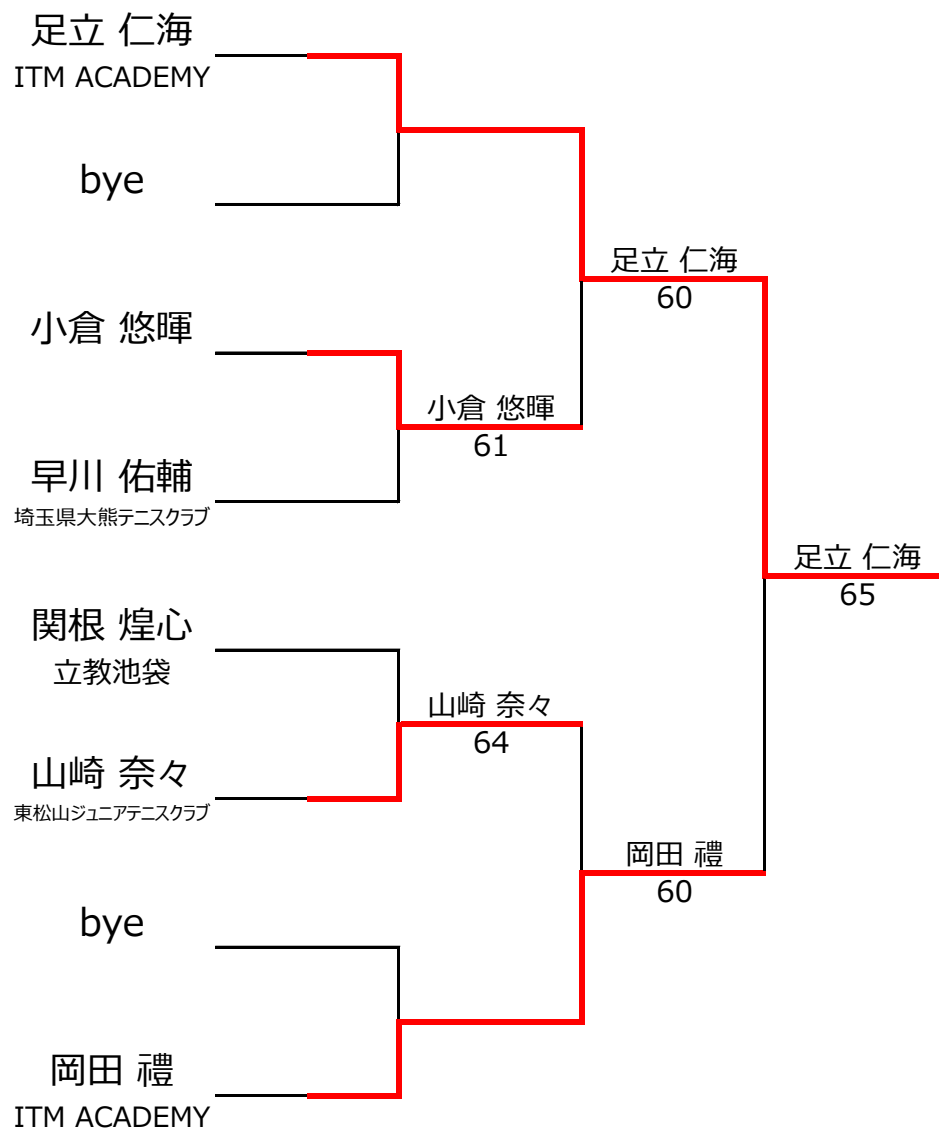 足立 仁海
ITM ACADEMY
bye
小倉 悠暉
早川 佑輔
埼玉県大熊テニスクラブ
関根 煌心
立教池袋
山崎 奈々
東松山ジュニアテニスクラブ
bye
岡田 禮
ITM ACADEMY
小倉 悠暉
61
山崎 奈々
64
足立 仁海
60
岡田 禮
60
足立 仁海
65